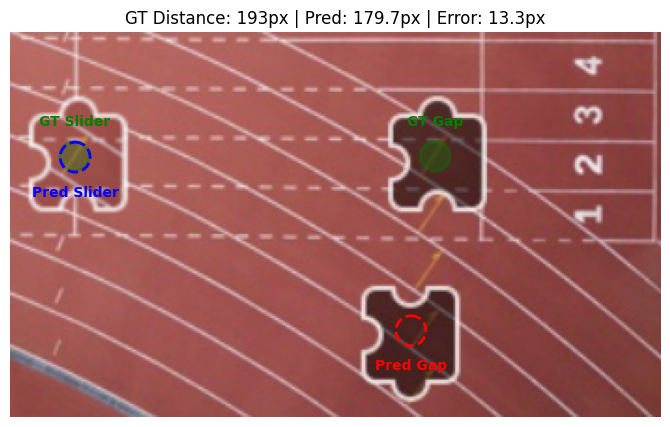 GT Distance: 193px | Pred: 179.7px | Error: 13.3px
4
GT Slider
GT Gap
3
2
Pred Slider
1
Pred Gap